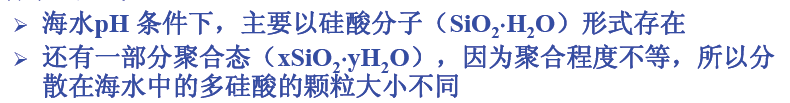 ➢ 海水pH 条件下，主要以硅酸分子（SiO₂·H₂O）形式存在
➢ 还有一部分聚合态（xSiO₂·yH₂O），因为聚合程度不等，所以分
散在海水中的多硅酸的颗粒大小不同